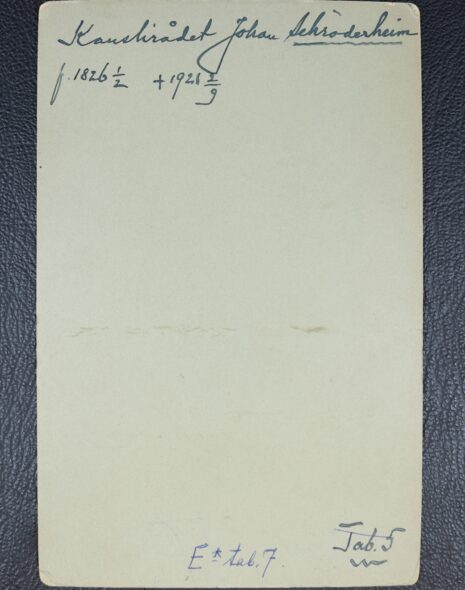 Kanslirådet Johan Schröderheim
f. 1826 1/2 + 1921 2/9
Tab. 5
E* tab. 7.